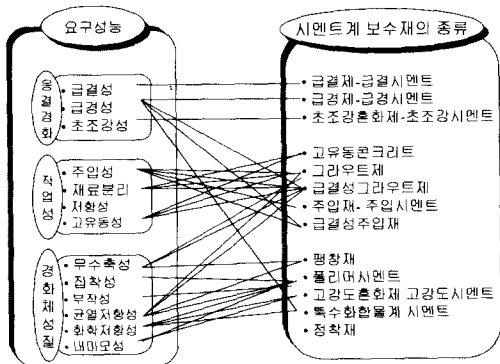 요구성능
시멘트계 보수재의 종류
응결경화
• 급결성
• 급경성
• 초조강성
작업성
• 주입성
• 재료분리
• 저항성
• 고유동성
경화체성질
• 무수축성
• 접착성
• 부착성
• 균열저항성
• 화학저항성
• 내마모성
• 급결제-급결시멘트
• 급경제-급경시멘트
• 초조강혼화제-초조강시멘트
• 고유동콘크리트
• 그라우트제
• 급결성그라우트제
• 주입재-주입시멘트
• 급결성주입재
• 팽창재
• 폴리머시멘트
• 고강도혼화제 고강도시멘트
• 특수화합물계 시멘트
• 정착재